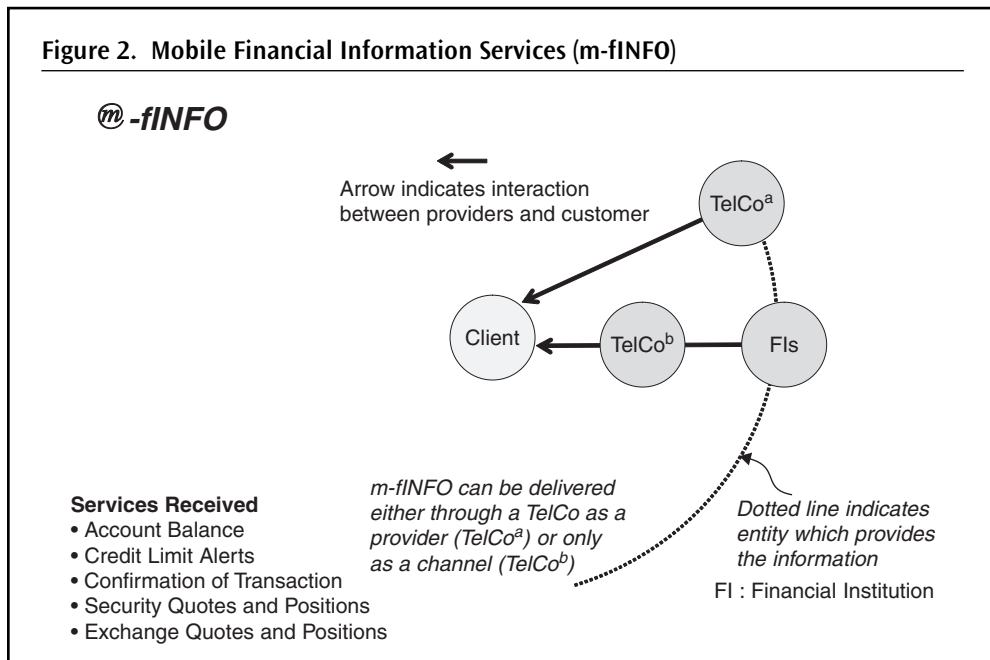 Figure 2. Mobile Financial Information Services (m-fINFO)
m -fINFO
Arrow indicates interaction
between providers and customer
TelCoᵃ
Client
TelCoᵇ
FIs
m-fINFO can be delivered
either through a TelCo as a
provider (TelCoᵃ) or only
as a channel (TelCoᵇ)
Dotted line indicates
entity which provides
the information
FI : Financial Institution
Services Received
• Account Balance
• Credit Limit Alerts
• Confirmation of Transaction
• Security Quotes and Positions
• Exchange Quotes and Positions